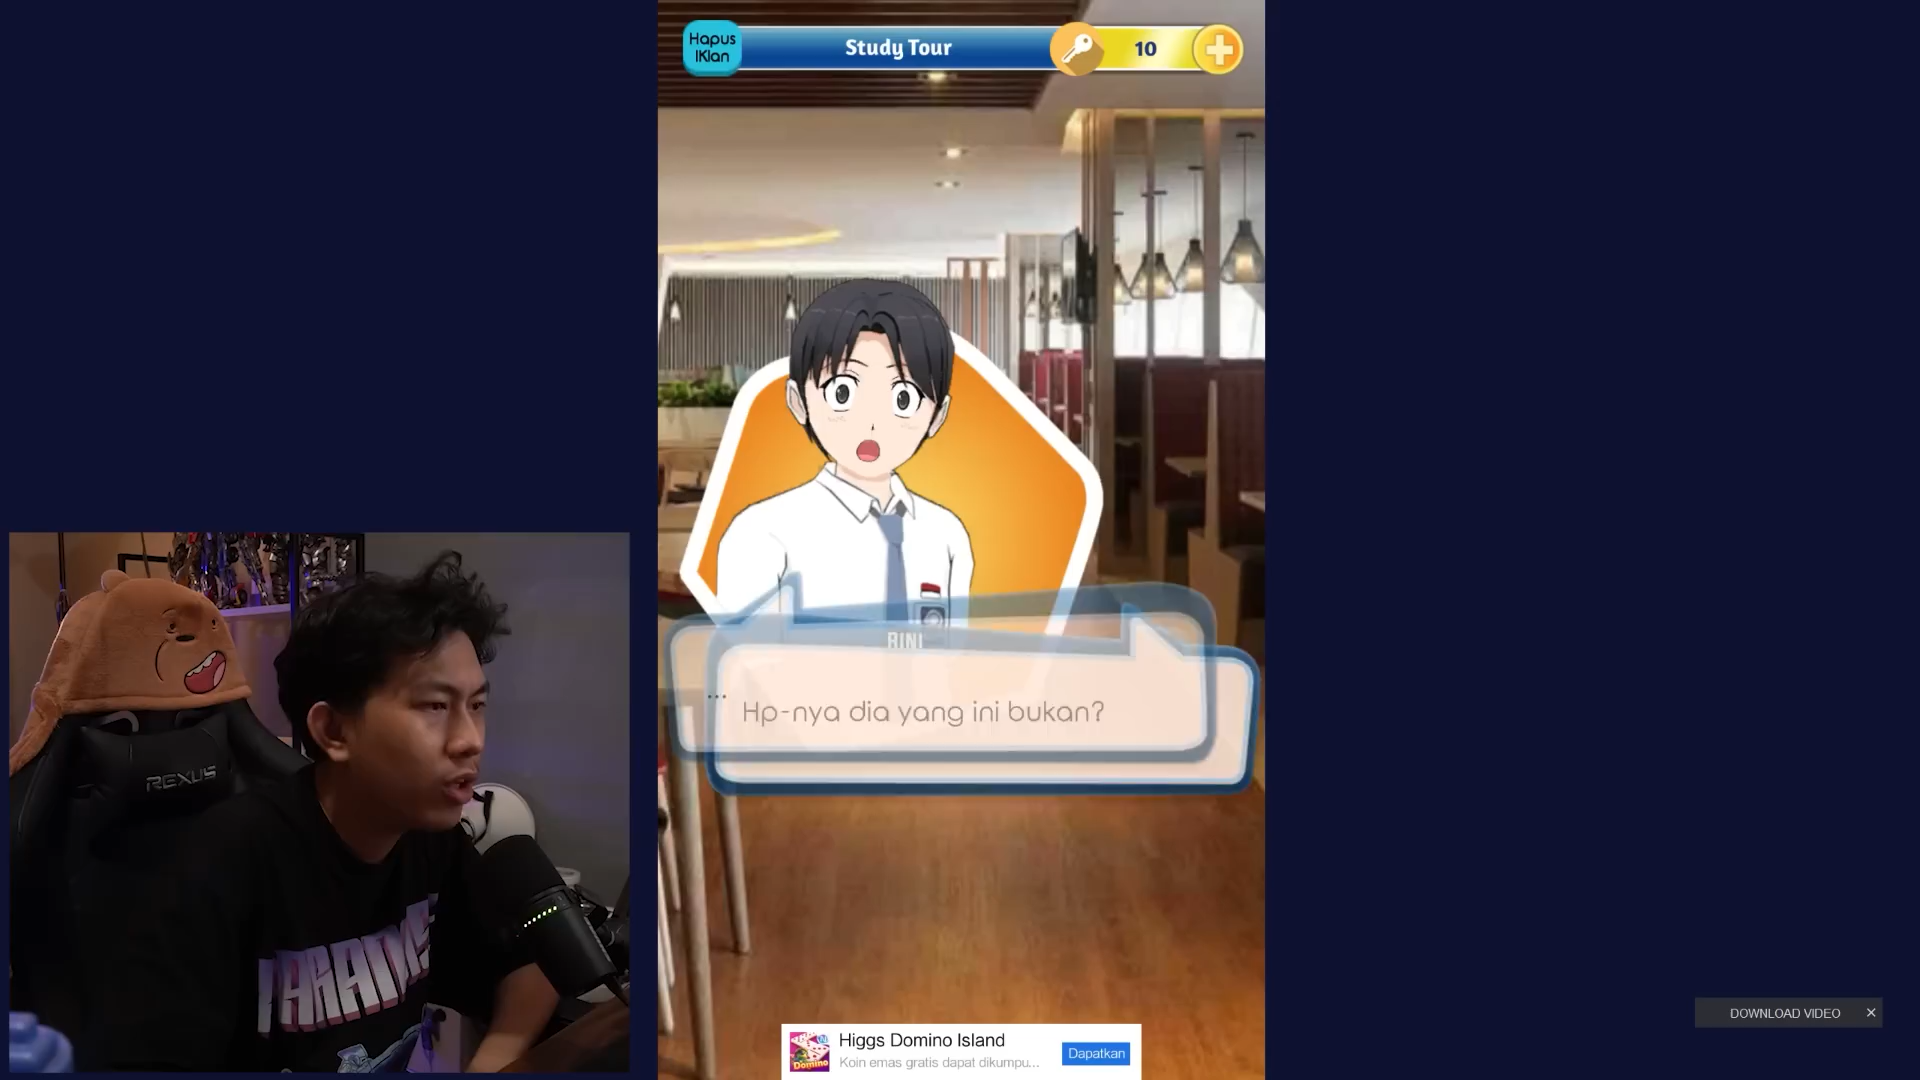 Hapus
IKlan
Study Tour
10
RINI
...
Hp-nya dia yang ini bukan?
REXUS
Higgs Domino Island
Koin emas gratis dapat dikumpu...
Dapatkan
Domino
DOWNLOAD VIDEO